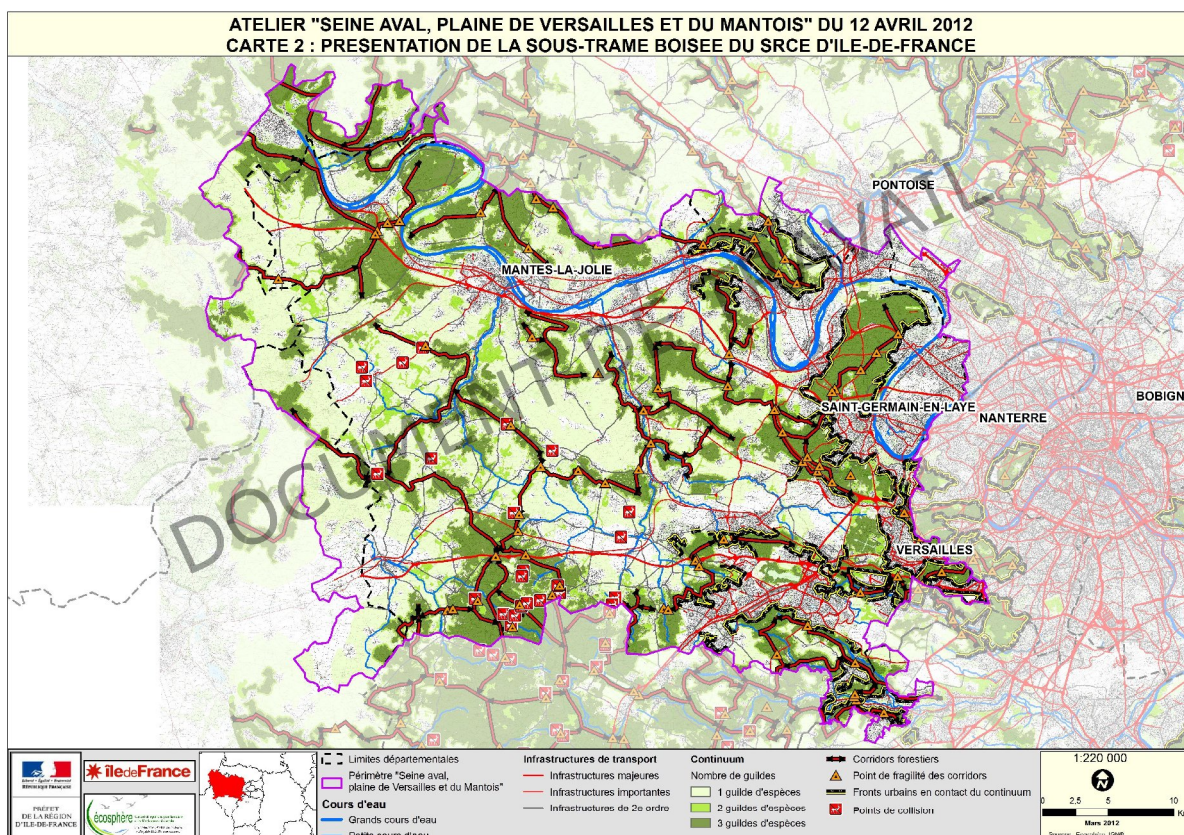 ATELIER "SEINE AVAL, PLAINE DE VERSAILLES ET DU MANTOIS" DU 12 AVRIL 2012
CARTE 2 : PRESENTATION DE LA SOUS-TRAME BOISEE DU SRCE D'ILE-DE-FRANCE
PONTOISE
MANTES-LA-JOLIE
SAINT-GERMAIN-EN-LAYE
NANTERRE
BOBIGN
VERSAILLES
DOCUMENT DE TRAVAIL
RÉPUBLIQUE FRANÇAISE
PRÉFET
DE LA RÉGION
D'ILE-DE-FRANCE
îledeFrance
écosphère
Limites départementales
Périmètre "Seine aval,
plaine de Versailles et du Mantois"
Cours d'eau
Grands cours d'eau
Petits cours d'eau
Infrastructures de transport
Infrastructures majeures
Infrastructures importantes
Infrastructures de 2e ordre
Continuum
Nombre de guildes
1 guilde d'espèces
2 guildes d'espèces
3 guildes d'espèces
Corridors forestiers
Point de fragilité des corridors
Fronts urbains en contact du continuum
Points de collision
1:220 000
0 2,5 5 10
Mars 2012